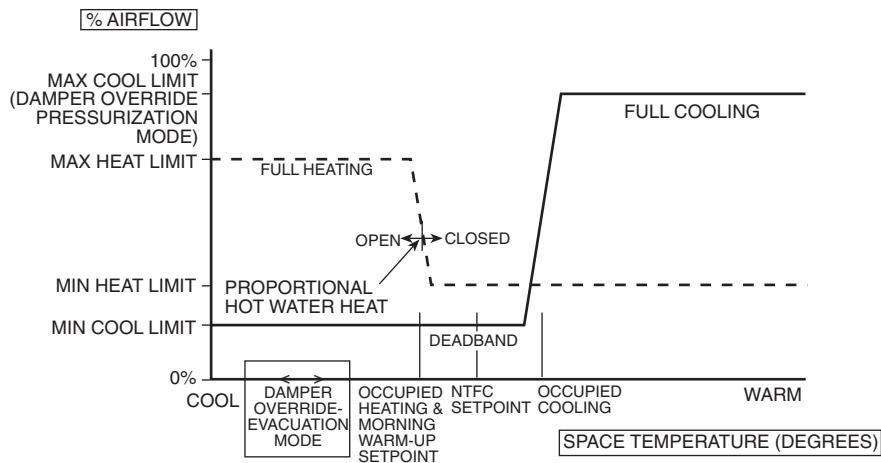 % AIRFLOW
100%
MAX COOL LIMIT
(DAMPER OVERRIDE
PRESSURIZATION
MODE)
FULL COOLING
MAX HEAT LIMIT
FULL HEATING
OPEN
CLOSED
MIN HEAT LIMIT
PROPORTIONAL
HOT WATER HEAT
MIN COOL LIMIT
DEADBAND
0%
COOL
DAMPER
OVERRIDE-
EVACUATION
MODE
OCCUPIED
HEATING &
MORNING
WARM-UP
SETPOINT
NTFC
SETPOINT
OCCUPIED
COOLING
WARM
SPACE TEMPERATURE (DEGREES)